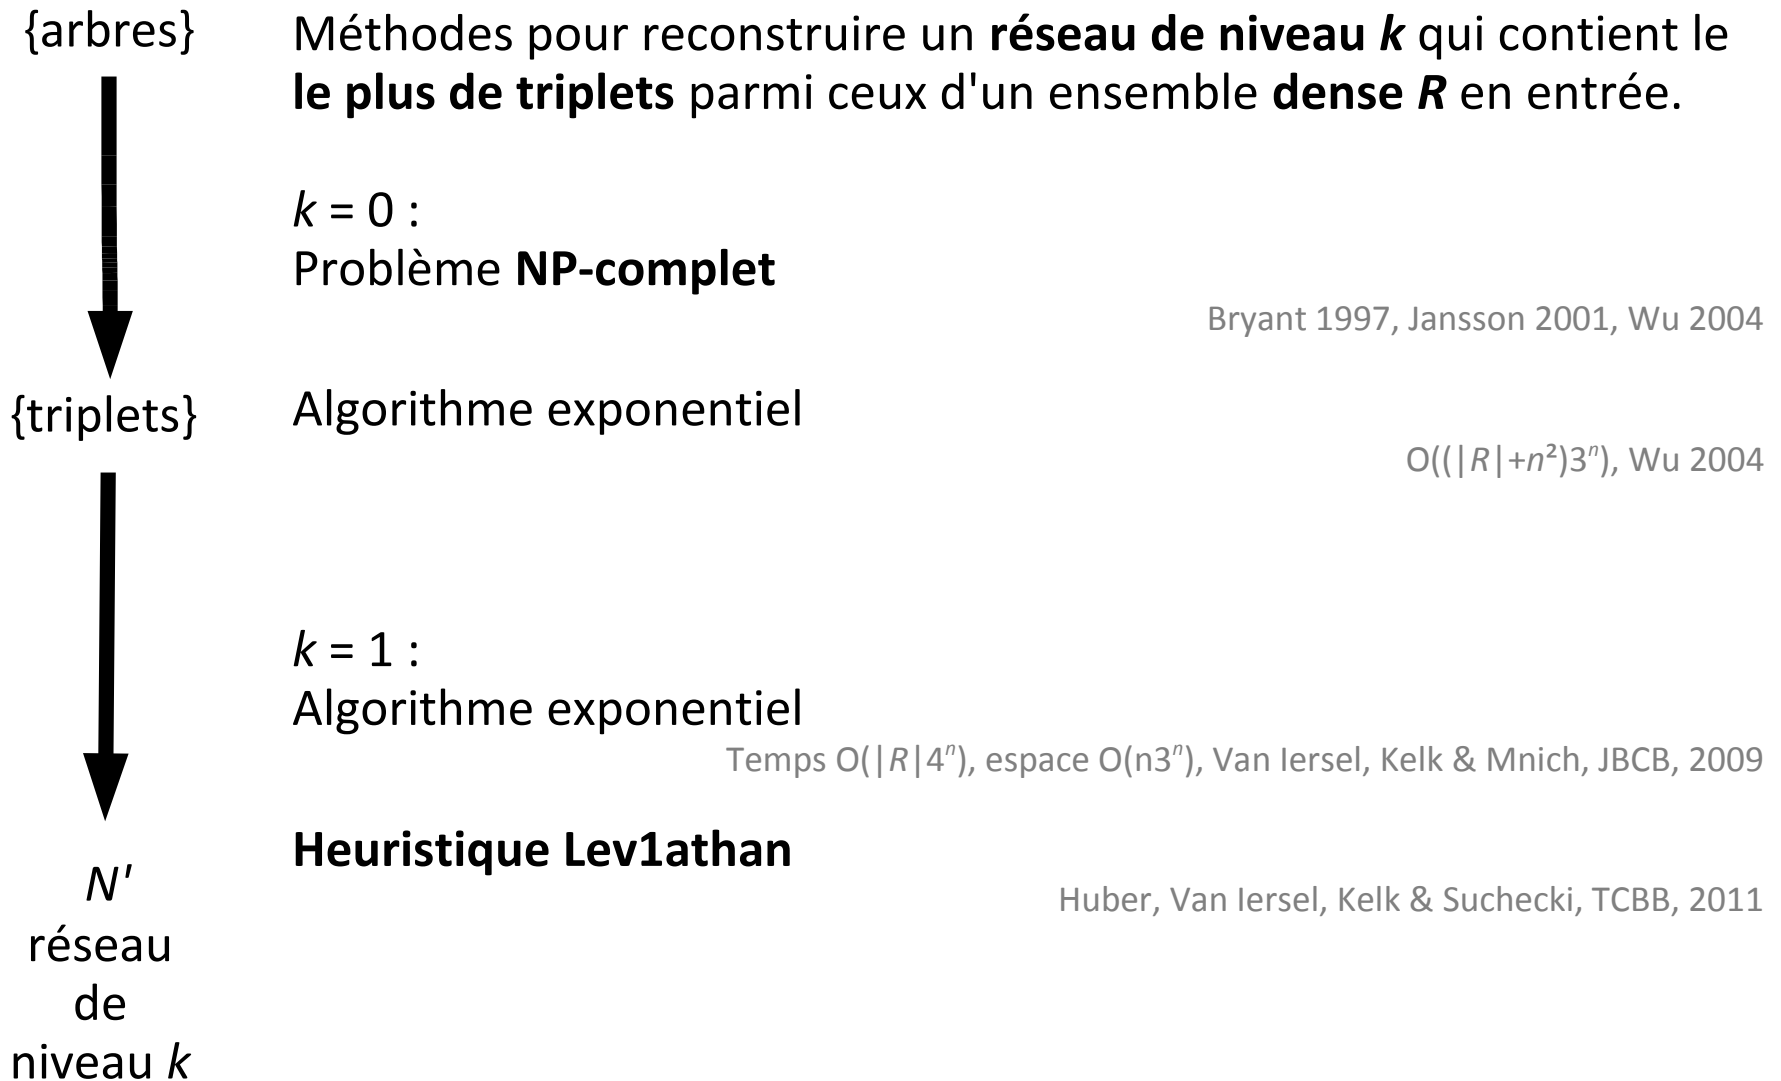 {arbres}
Méthodes pour reconstruire un réseau de niveau k qui contient le
le plus de triplets parmi ceux d'un ensemble dense R en entrée.
k = 0 :
Problème NP-complet
Bryant 1997, Jansson 2001, Wu 2004
{triplets}
Algorithme exponentiel
O((|R|+n²)3ⁿ), Wu 2004
k = 1 :
Algorithme exponentiel
Temps O(|R|4ⁿ), espace O(n3ⁿ), Van Iersel, Kelk & Mnich, JBCB, 2009
Heuristique Lev1athan
Huber, Van Iersel, Kelk & Suchecki, TCBB, 2011
N'
réseau
de
niveau k